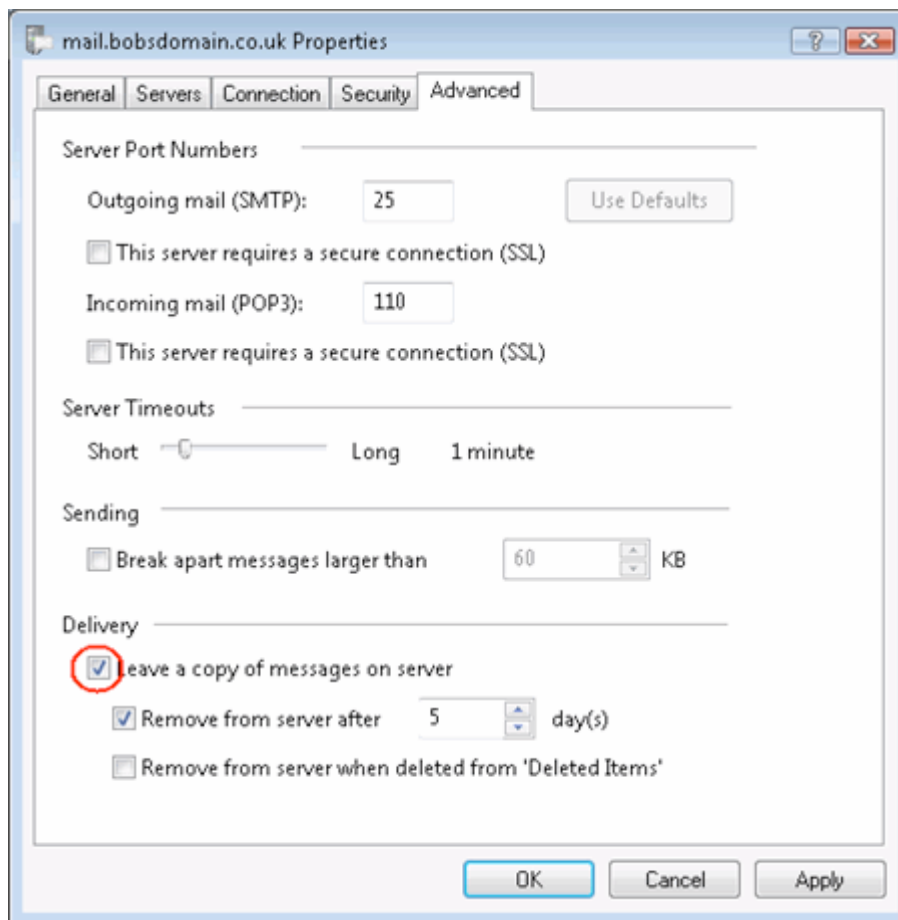 mail.bobsdomain.co.uk Properties
General Servers Connection Security Advanced
Server Port Numbers
Outgoing mail (SMTP): 25 Use Defaults
This server requires a secure connection (SSL)
Incoming mail (POP3): 110
This server requires a secure connection (SSL)
Server Timeouts
Short Long 1 minute
Sending
Break apart messages larger than 60 KB
Delivery
Leave a copy of messages on server
Remove from server after 5 day(s)
Remove from server when deleted from 'Deleted Items'
OK Cancel Apply